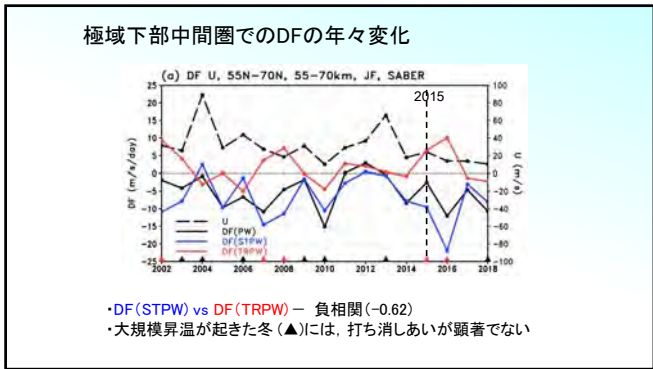 極域下部中間圏でのDFの年々変化
(a) DF U, 55N-70N, 55-70km, JF, SABER
2015
25
20
15
10
5
0
-5
-10
-15
-20
-25
DF (m/s/day)
100
80
60
40
20
0
-20
-40
-60
-80
-100
U (m/s)
U
DF(PW)
DF(STPW)
DF(TRPW)
2002 2004 2006 2008 2010 2012 2014 2016 2018
・DF(STPW) vs DF(TRPW)－ 負相関(-0.62)
・大規模昇温が起きた冬(▲)には, 打ち消しあいが顕著でない